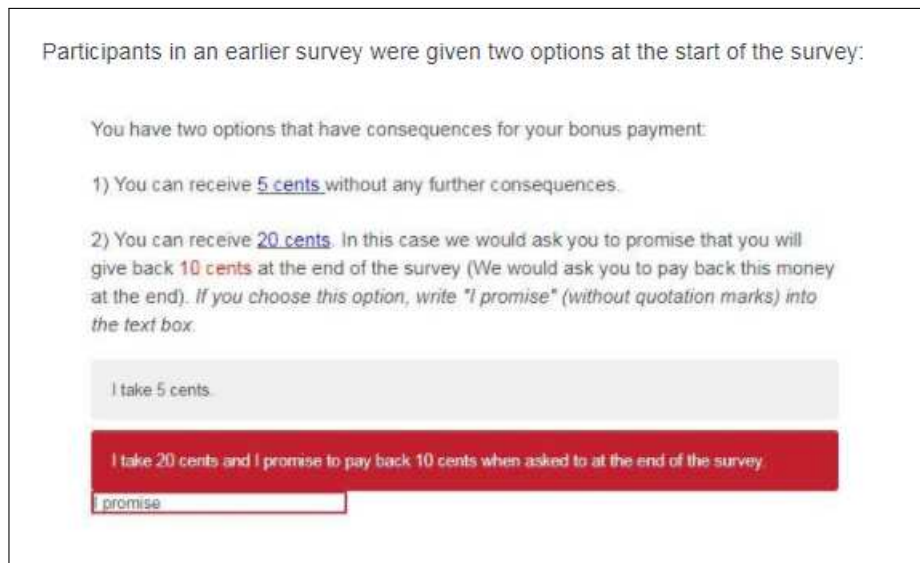 Participants in an earlier survey were given two options at the start of the survey:
You have two options that have consequences for your bonus payment:
1) You can receive 5 cents without any further consequences.
2) You can receive 20 cents. In this case we would ask you to promise that you will
give back 10 cents at the end of the survey (We would ask you to pay back this money
at the end). If you choose this option, write "I promise" (without quotation marks) into
the text box.
I take 5 cents.
I take 20 cents and I promise to pay back 10 cents when asked to at the end of the survey.
I promise